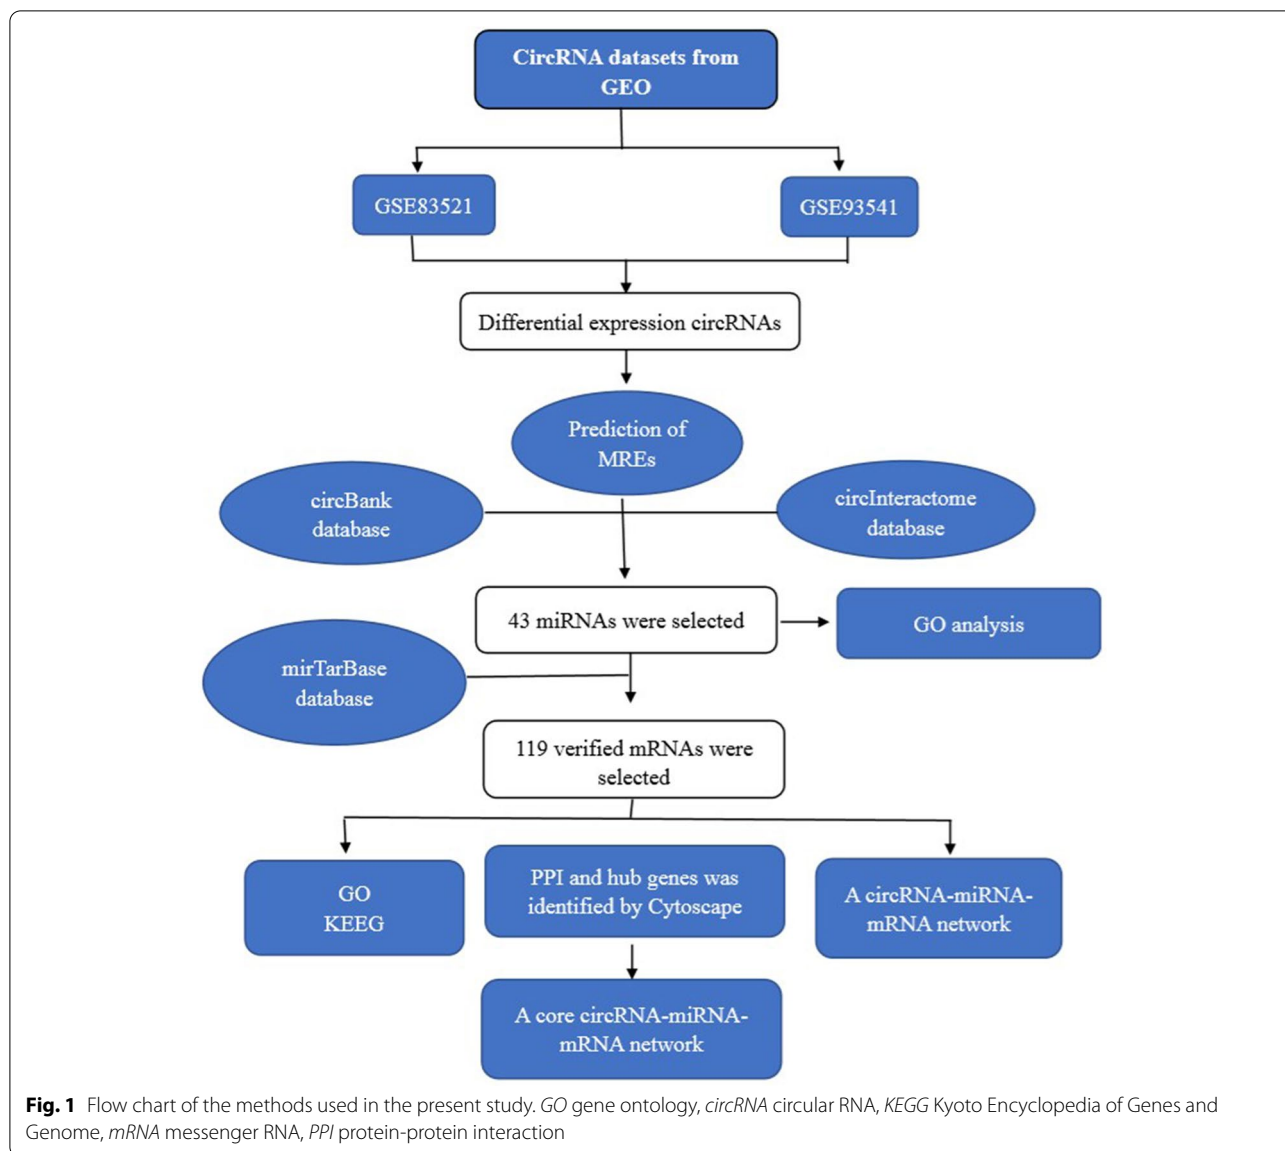 CircRNA datasets from
GEO
GSE83521
GSE93541
Differential expression circRNAs
Prediction of
MREs
circBank
database
circInteractome
database
43 miRNAs were selected
GO analysis
mirTarBase
database
119 verified mRNAs were
selected
GO
KEEG
PPI and hub genes was
identified by Cytoscape
A circRNA-miRNA-
mRNA network
A core circRNA-miRNA-
mRNA network
Fig. 1 Flow chart of the methods used in the present study. GO gene ontology, circRNA circular RNA, KEGG Kyoto Encyclopedia of Genes and
Genome, mRNA messenger RNA, PPI protein-protein interaction